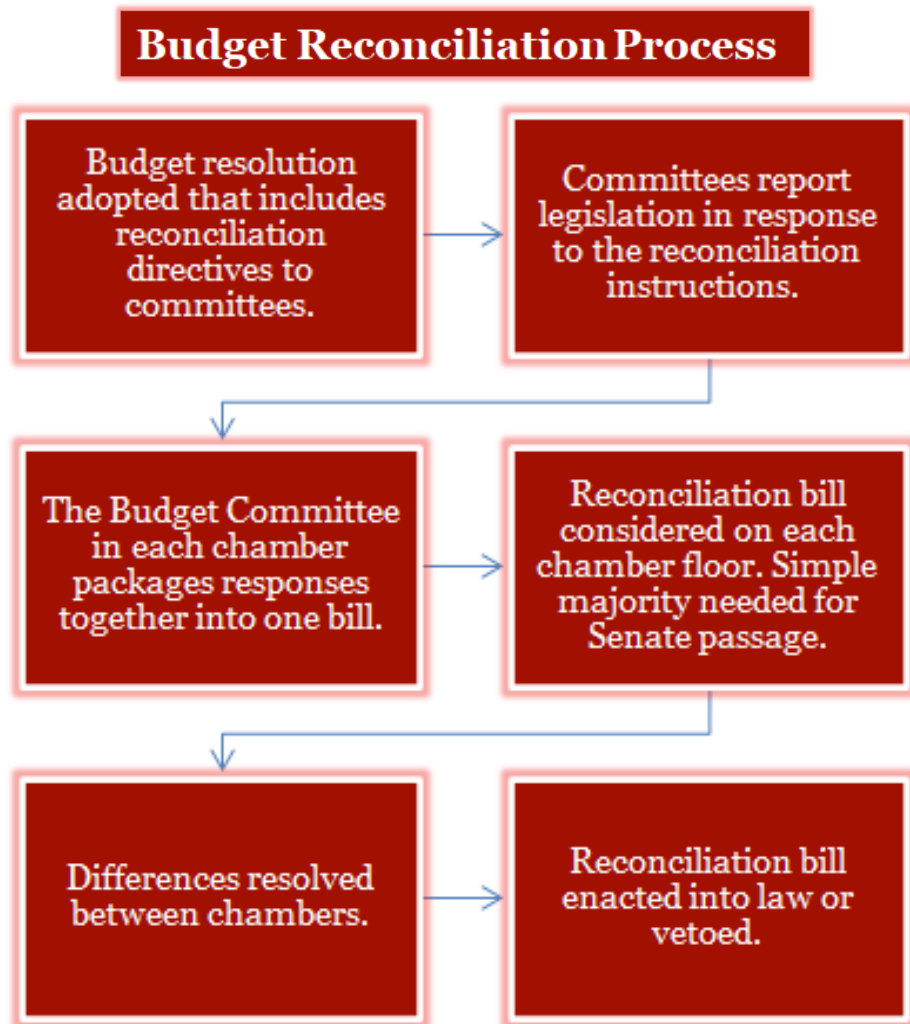 Budget Reconciliation Process
Budget resolution
adopted that includes
reconciliation
directives to
committees.
Committees report
legislation in response
to the reconciliation
instructions.
The Budget Committee
in each chamber
packages responses
together into one bill.
Reconciliation bill
considered on each
chamber floor. Simple
majority needed for
Senate passage.
Differences resolved
between chambers.
Reconciliation bill
enacted into law or
vetoed.